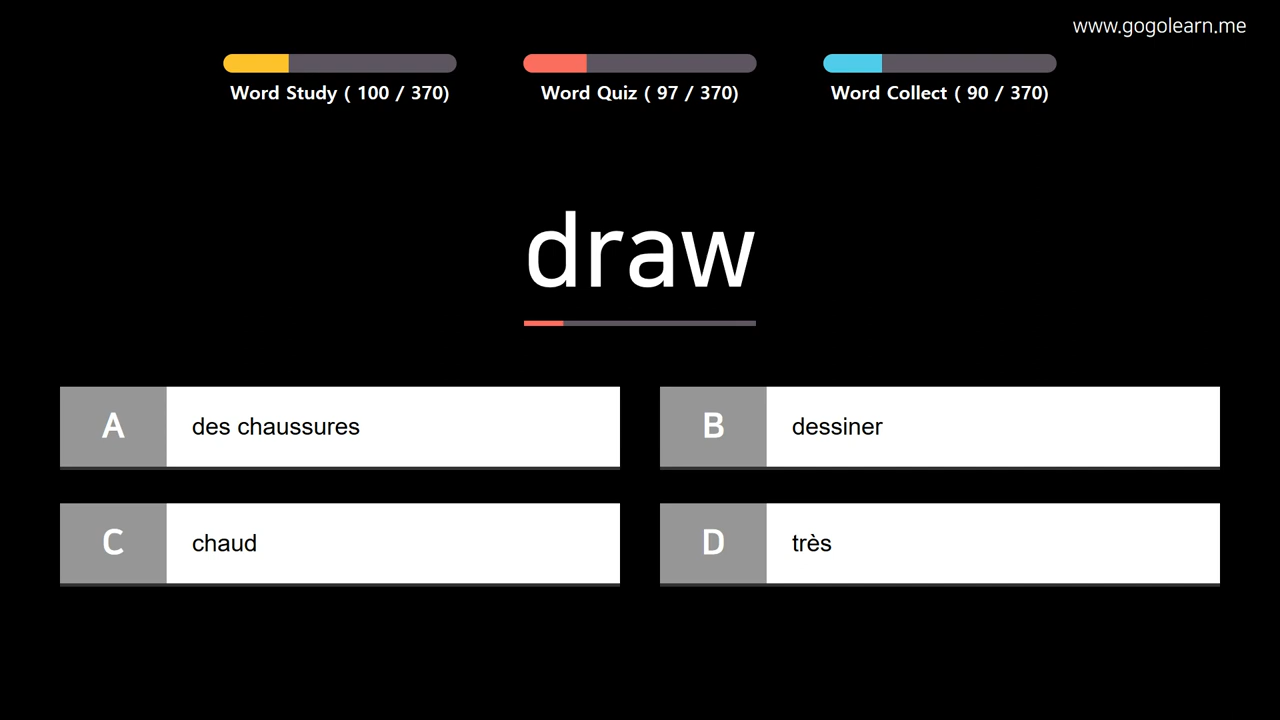 www.gogolearn.me
Word Study ( 100 / 370)
Word Quiz ( 97 / 370)
Word Collect ( 90 / 370)
draw
A des chaussures
B dessiner
C chaud
D très